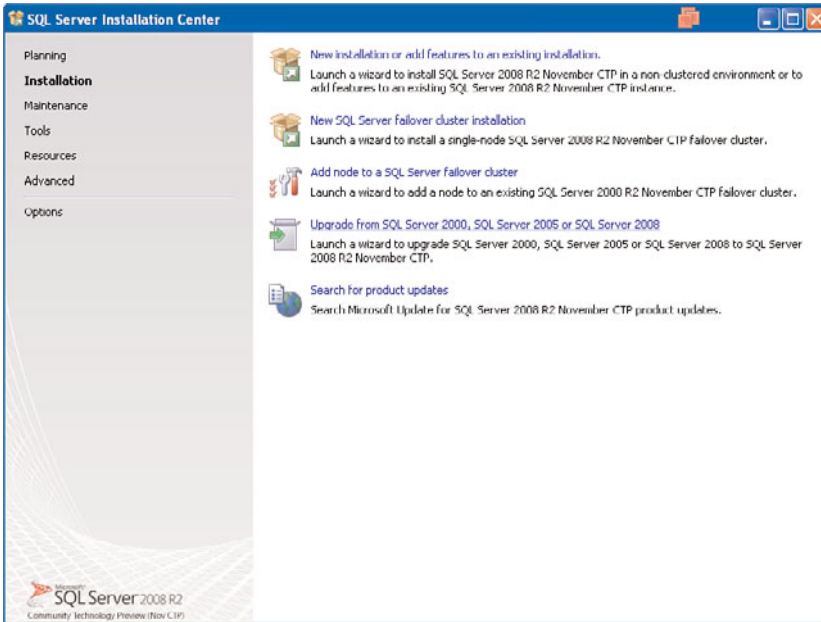 SQL Server Installation Center
Planning
Installation
Maintenance
Tools
Resources
Advanced
Options
New installation or add features to an existing installation.
Launch a wizard to install SQL Server 2008 R2 November CTP in a non-clustered environment or to
add features to an existing SQL Server 2008 R2 November CTP instance.
New SQL Server failover cluster installation
Launch a wizard to install a single-node SQL Server 2008 R2 November CTP failover cluster.
Add node to a SQL Server failover cluster
Launch a wizard to add a node to an existing SQL Server 2008 R2 November CTP failover cluster.
Upgrade from SQL Server 2000, SQL Server 2005 or SQL Server 2008
Launch a wizard to upgrade SQL Server 2000, SQL Server 2005 or SQL Server 2008 to SQL Server
2008 R2 November CTP.
Search for product updates
Search Microsoft Update for SQL Server 2008 R2 November CTP product updates.
Microsoft
SQL Server 2008 R2
Community Technology Preview (Nov CTP)